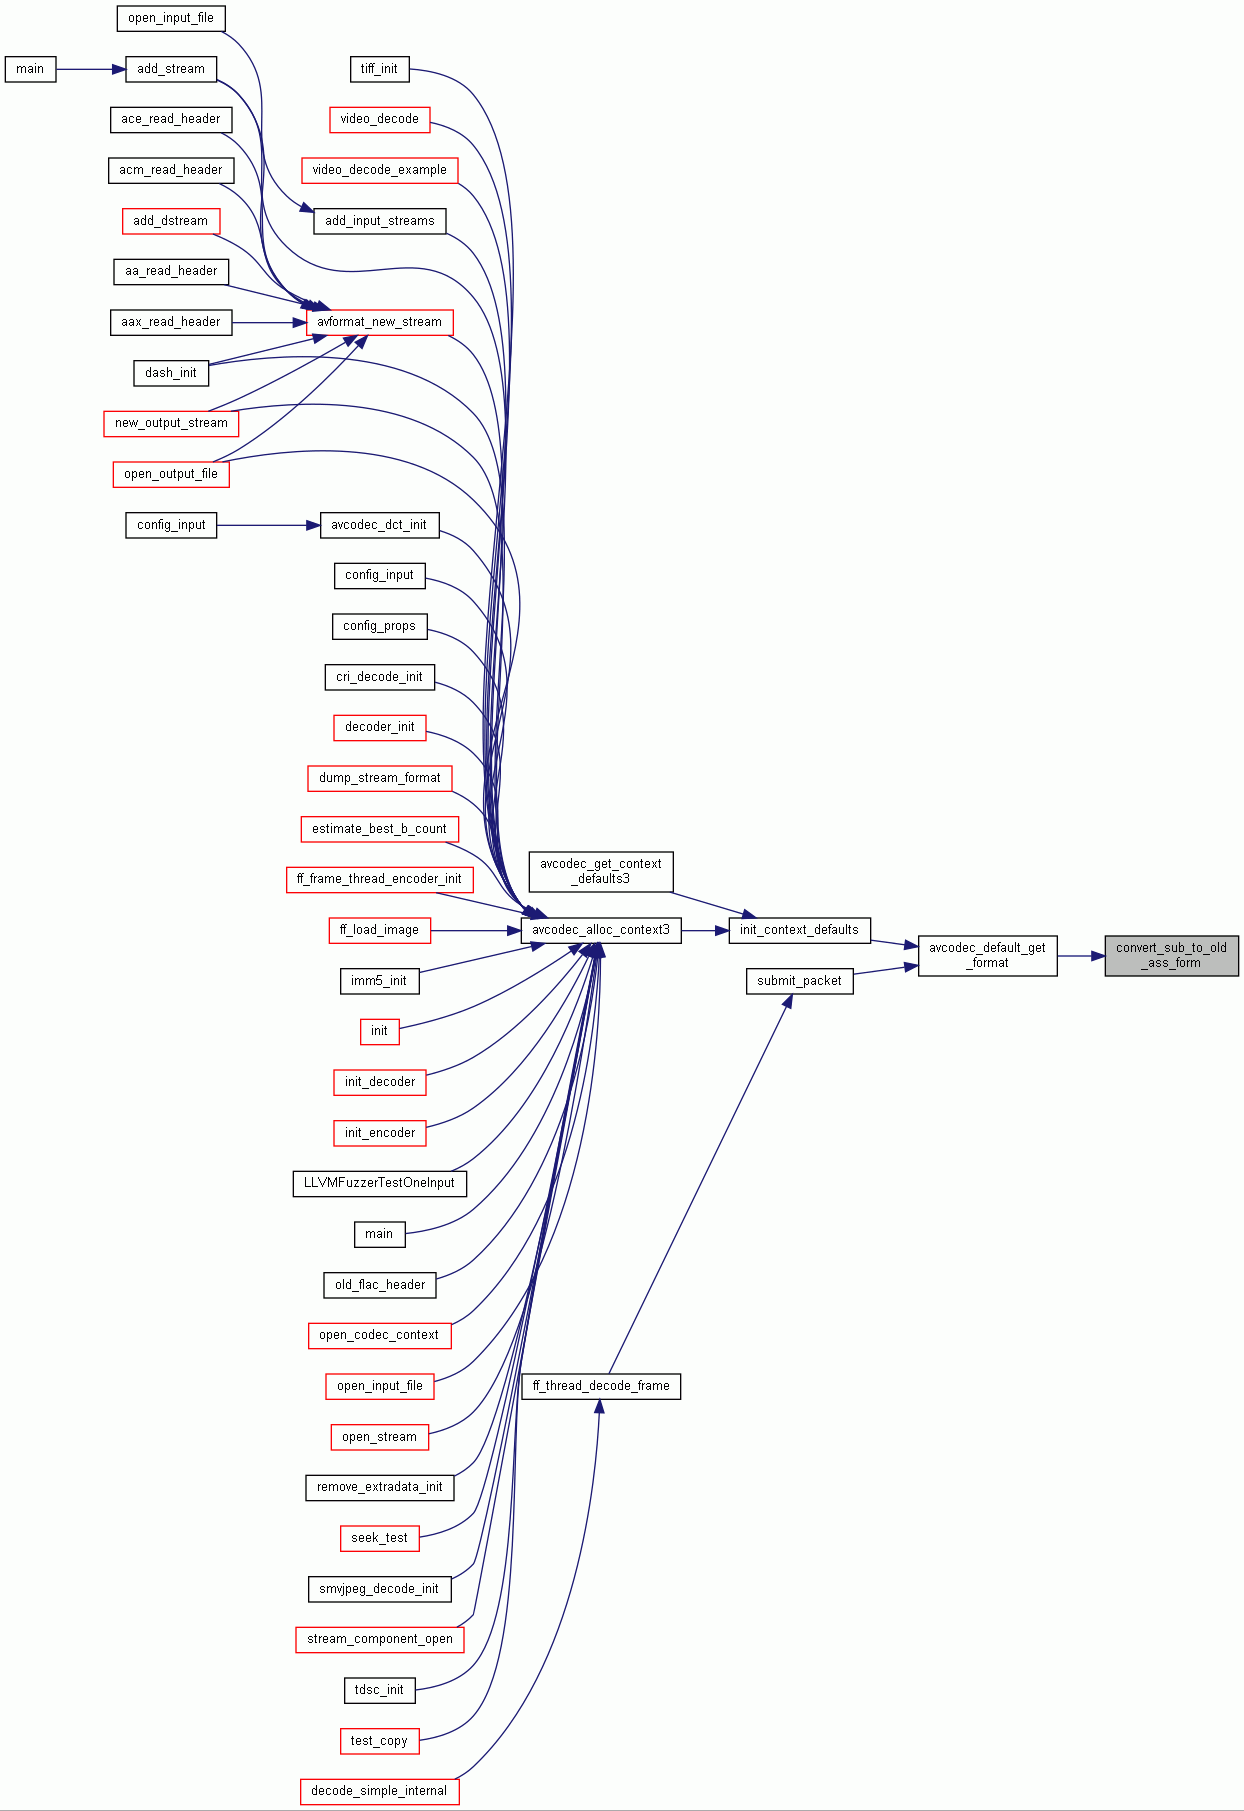 open_input_file
main
add_stream
tiff_init
ace_read_header
video_decode
acm_read_header
video_decode_example
add_dstream
add_input_streams
aa_read_header
aax_read_header
avformat_new_stream
dash_init
new_output_stream
open_output_file
config_input
avcodec_dct_init
config_input
config_props
cri_decode_init
decoder_init
dump_stream_format
estimate_best_b_count
avcodec_get_context
_defaults3
ff_frame_thread_encoder_init
ff_load_image
avcodec_alloc_context3
init_context_defaults
avcodec_default_get
_format
convert_sub_to_old
_ass_form
imm5_init
submit_packet
init
init_decoder
init_encoder
LLVMFuzzerTestOneInput
main
old_flac_header
open_codec_context
open_input_file
ff_thread_decode_frame
open_stream
remove_extradata_init
seek_test
smvjpeg_decode_init
stream_component_open
tdsc_init
test_copy
decode_simple_internal